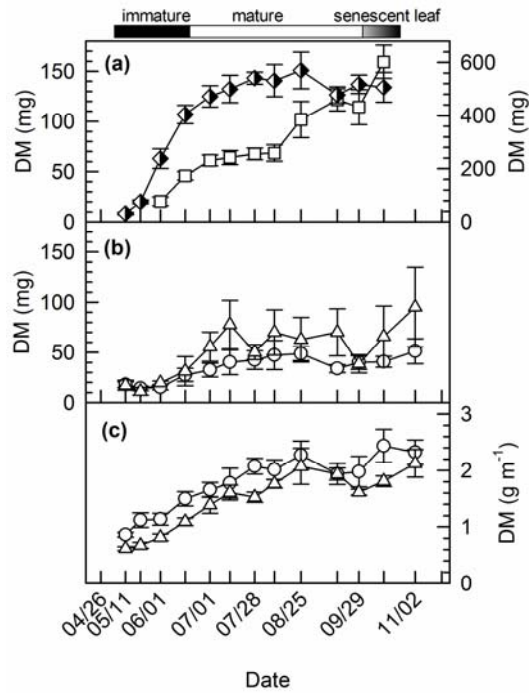 immature mature senescent leaf
(a)
DM (mg)
150
100
50
0
600
400
200
0
DM (mg)
(b)
DM (mg)
150
100
50
0
(c)
3
2
1
0
DM (g m⁻¹)
04/26
05/11
06/01
07/01
07/28
08/25
09/29
11/02
Date